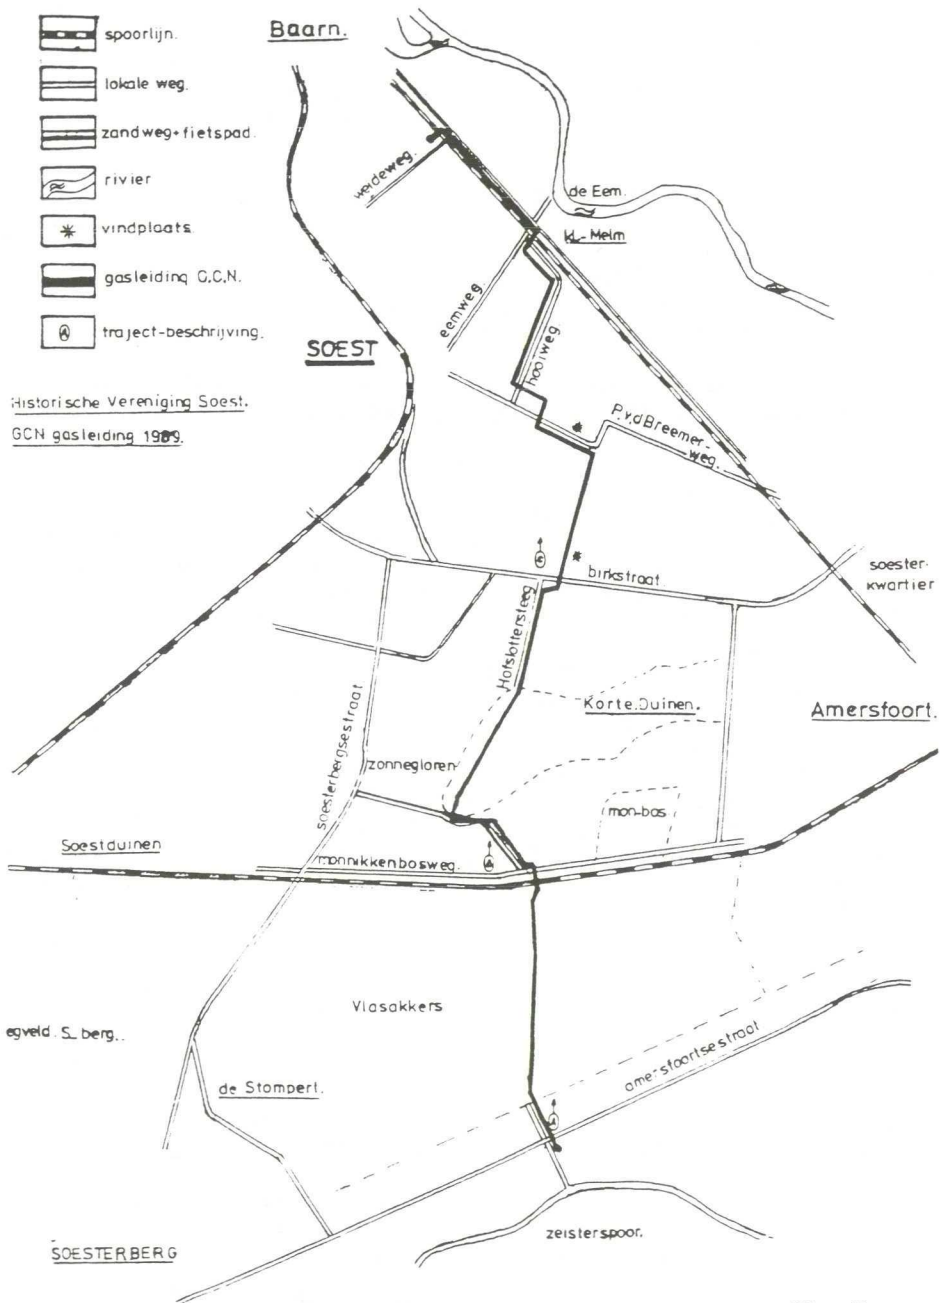 spoorlijn.
lokale weg.
zandweg+fietspad.
rivier
vindplaats.
gasleiding G.C.N.
traject-beschrijving.
Historische Vereniging Soest.
GCN gasleiding 1989.
Baarn.
weideweg.
de Eem.
kl-Melm
eemweg.
SOEST
hooiweg
P.v.d Breemer-
weg.
birkstraat
soester-
kwartier
Hofslottersteeg
Korte Duinen.
Amersfoort.
soesterbergsestraat
zonnegloren
mon-bos
Soestduinen
monnikkenbosweg.
Vlasakkers
egveld. S_berg..
amersfoortsestraat
de Stompert.
zeisterspoor.
SOESTERBERG